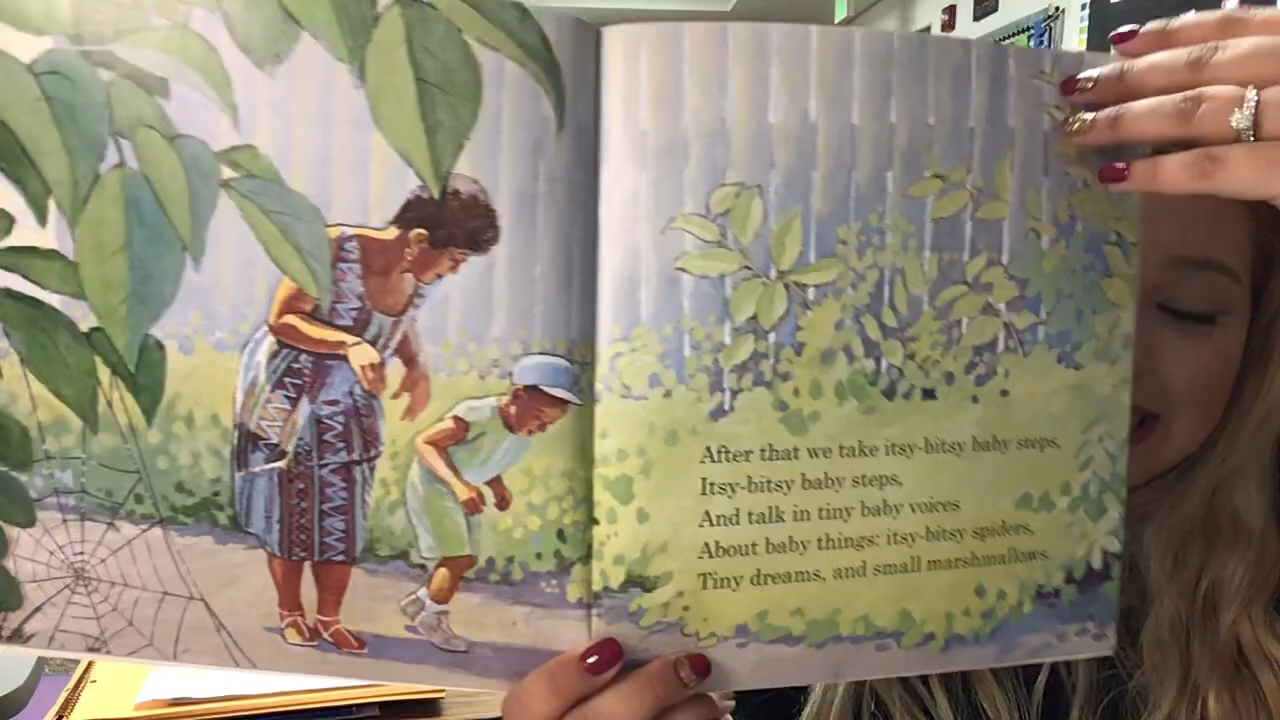 After that we take itsy-bitsy baby steps,
Itsy-bitsy baby steps,
And talk in tiny baby voices
About baby things: itsy-bitsy spiders,
Tiny dreams, and small marshmallows.